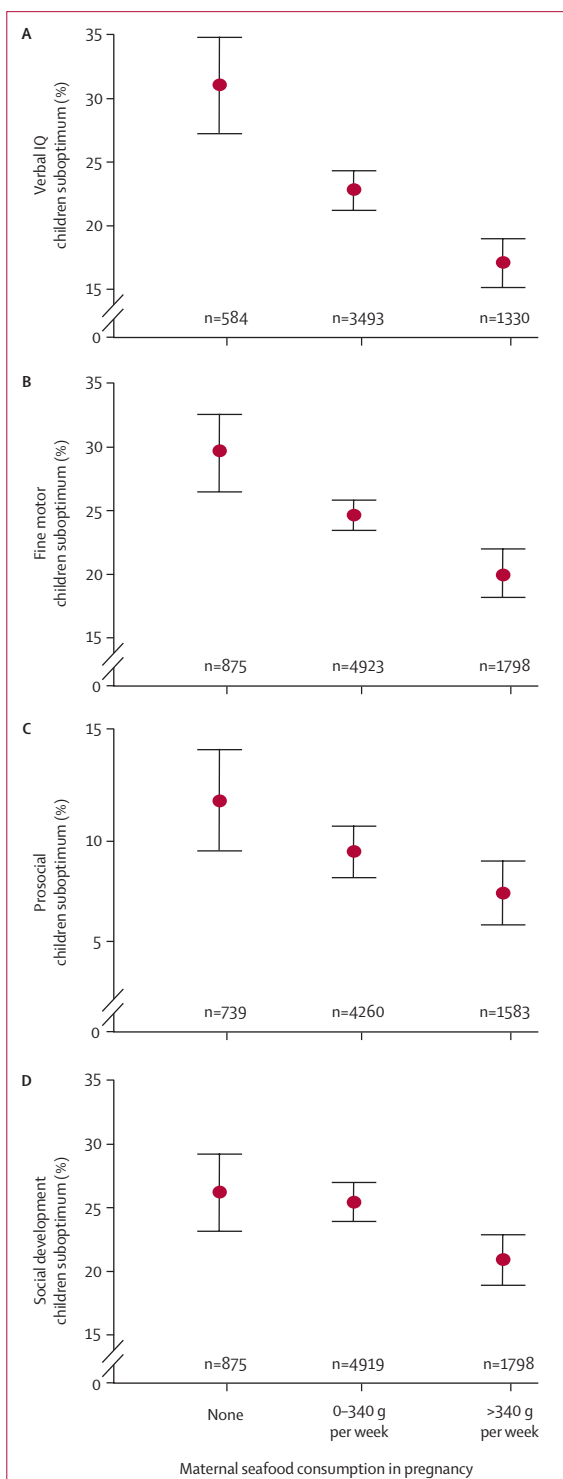 A
Verbal IQ
children suboptimum (%)
35
30
25
20
15
0
n=584 n=3493 n=1330
B
Fine motor
children suboptimum (%)
35
30
25
20
15
0
n=875 n=4923 n=1798
C
Prosocial
children suboptimum (%)
15
10
5
0
n=739 n=4260 n=1583
D
Social development
children suboptimum (%)
35
30
25
20
15
0
n=875 n=4919 n=1798
None 0–340 g >340 g
per week per week
Maternal seafood consumption in pregnancy